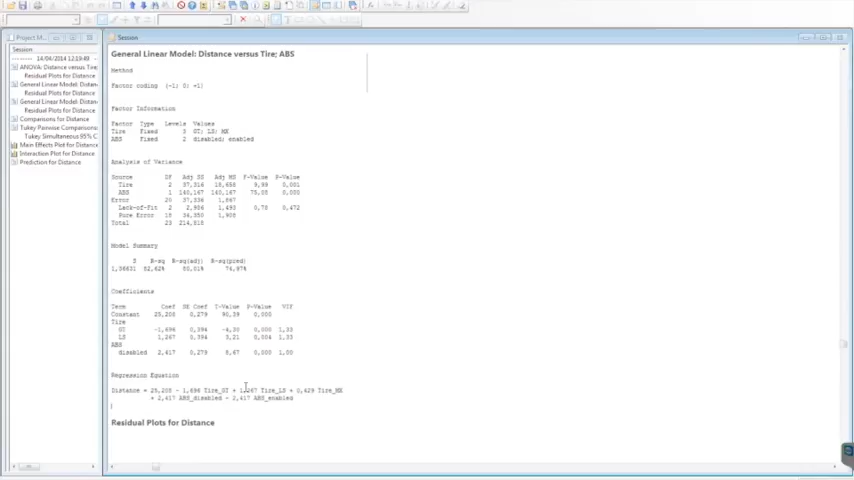 Project M...
Session
Session
------ 14/04/2014 12:19:49 ------
ANOVA: Distance versus Tire;
Residual Plots for Distance
General Linear Model: Distan
Residual Plots for Distance
General Linear Model: Distanc
Residual Plots for Distance
Comparisons for Distance
Tukey Pairwise Comparisons:
Tukey Simultaneous 95% C
Main Effects Plot for Distance
Interaction Plot for Distance
Prediction for Distance
General Linear Model: Distance versus Tire; ABS
Method
Factor coding (-1; 0; +1)
Factor Information
Factor Type Levels Values
Tire Fixed 3 GT; LS; MX
ABS Fixed 2 disabled; enabled
Analysis of Variance
Source DF Adj SS Adj MS F-Value P-Value
Tire 2 37,316 18,658 9,99 0,001
ABS 1 140,167 140,167 75,08 0,000
Error 20 37,336 1,867
Lack-of-Fit 2 2,986 1,493 0,78 0,472
Pure Error 18 34,350 1,908
Total 23 214,818
Model Summary
S R-sq R-sq(adj) R-sq(pred)
1,36631 82,62% 80,01% 74,97%
Coefficients
Term Coef SE Coef T-Value P-Value VIF
Constant 25,208 0,279 90,39 0,000
Tire
GT -1,696 0,394 -4,30 0,000 1,33
LS 1,267 0,394 3,21 0,004 1,33
ABS
disabled 2,417 0,279 8,67 0,000 1,00
Regression Equation
Distance = 25,208 - 1,696 Tire_GT + 1,267 Tire_LS + 0,429 Tire_MX
+ 2,417 ABS_disabled - 2,417 ABS_enabled
Residual Plots for Distance